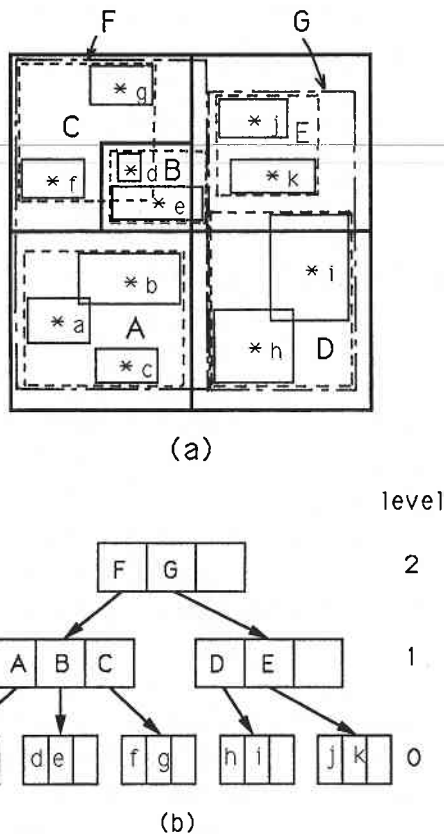 F G
* g
C
* j
E
* d B
* k
* f
* e
* b
* i
* a
A
* h
D
* c
(a)
level
F G 2
A B C D E 1
d e f g h i j k 0
(b)